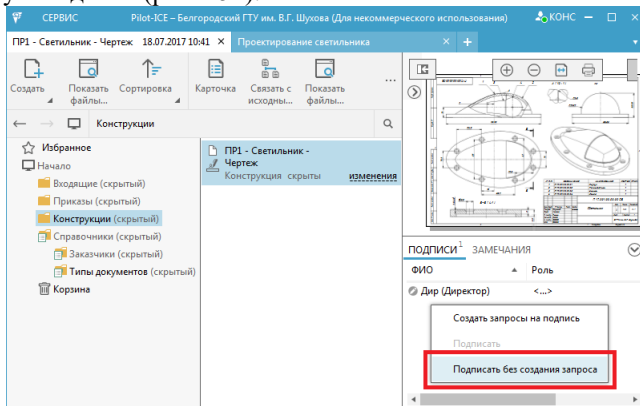 СЕРВИС Pilot-ICE – Белгородский ГТУ им. В.Г. Шухова (Для некоммерческого использования) КОНС
ПР1 - Светильник - Чертеж 18.07.2017 10:41 Проектирование светильника
Создать Показать файлы... Сортировка Карточка Связать с исходны... Показать файлы... ...
Конструкции
Избранное
Начало
Входящие (скрытый)
Приказы (скрытый)
Конструкции (скрытый)
Справочники (скрытый)
Заказчики (скрытый)
Типы документов (скрытый)
Корзина
ПР1 - Светильник -
Чертеж
Конструкция скрыты изменения
ПОДПИСИ 1 ЗАМЕЧАНИЯ
ФИО Роль
Дир (Директор) <...>
Создать запросы на подпись
Подписать
Подписать без создания запроса